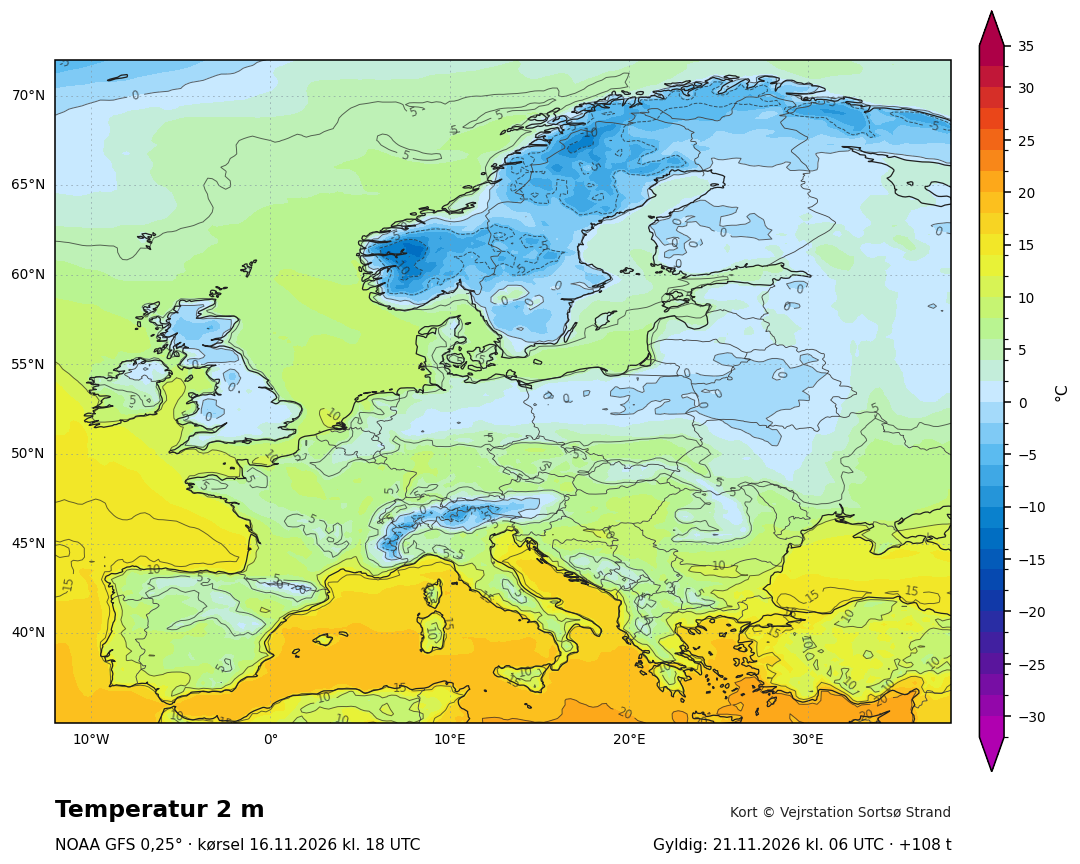 70°N
65°N
60°N
55°N
50°N
45°N
40°N
10°W
0°
10°E
20°E
30°E
35
30
25
20
15
10
5
0
−5
−10
−15
−20
−25
−30
°C
Temperatur 2 m
Kort © Vejrstation Sortsø Strand
NOAA GFS 0,25° · kørsel 16.11.2026 kl. 18 UTC
Gyldig: 21.11.2026 kl. 06 UTC · +108 t